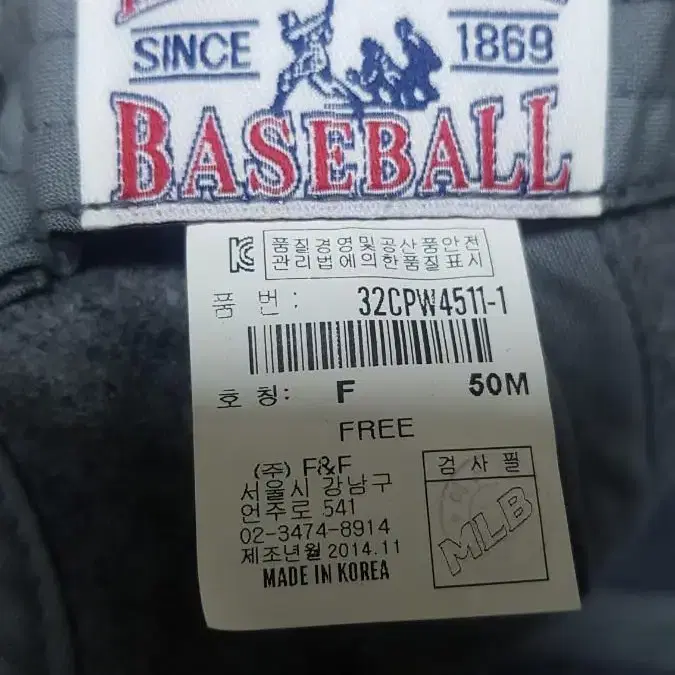 SINCE 1869
BASEBALL
품질경영및공산품안전
관리법에의한품질표시
품 번 : 32CPW4511-1
호 칭: F 50M
FREE
(주) F&F
서울시 강남구
언주로 541
02-3474-8914
제조년월 2014.11
MADE IN KOREA
검 사 필
MLB